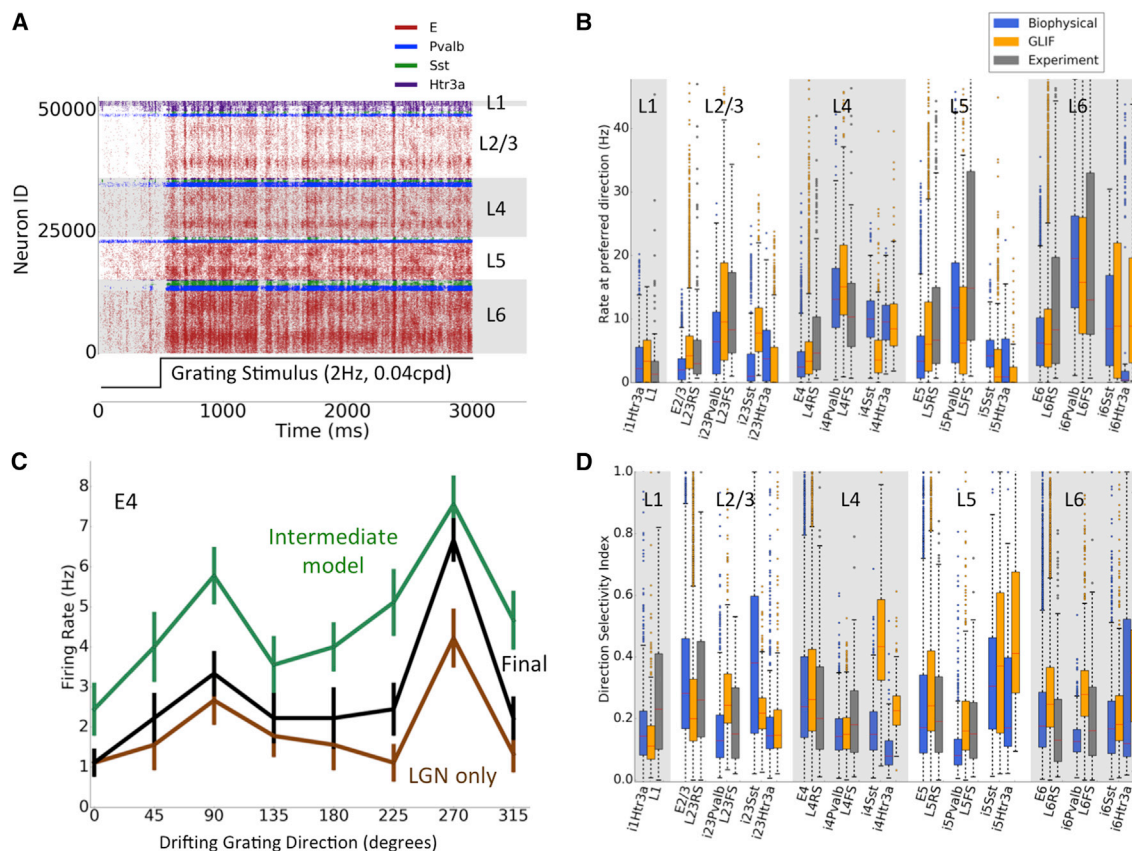 A
E
Pvalb
Sst
Htr3a
50000
25000
0
Neuron ID
L1
L2/3
L4
L5
L6
Grating Stimulus (2Hz, 0.04cpd)
0 1000 2000 3000
Time (ms)
B
Biophysical
GLIF
Experiment
L1 L2/3 L4 L5 L6
40
30
20
10
0
Rate at preferred direction (Hz)
i1Htr3a L1 E2/3 L23RS i23Pvalb L23FS i23Sst i23Htr3a E4 L4RS i4Pvalb L4FS i4Sst i4Htr3a E5 L5RS i5Pvalb L5FS i5Sst i5Htr3a E6 L6RS i6Pvalb L6FS i6Sst i6Htr3a
C
E4
Intermediate
model
Final
LGN only
8
7
6
5
4
3
2
1
0
Firing Rate (Hz)
0 45 90 135 180 225 270 315
Drifting Grating Direction (degrees)
D
L1 L2/3 L4 L5 L6
1.0
0.8
0.6
0.4
0.2
0.0
Direction Selectivity Index
i1Htr3a L1 E2/3 L23RS i23Pvalb L23FS i23Sst i23Htr3a E4 L4RS i4Pvalb L4FS i4Sst i4Htr3a E5 L5RS i5Pvalb L5FS i5Sst i5Htr3a E6 L6RS i6Pvalb L6FS i6Sst i6Htr3a